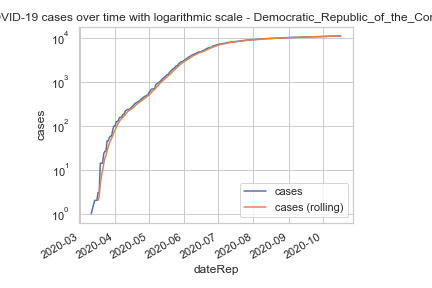 VID-19 cases over time with logarithmic scale - Democratic_Republic_of_the_Con
10⁴
10³
10²
10¹
10⁰
cases
cases
cases (rolling)
2020-03
2020-04
2020-05
2020-06
2020-07
2020-08
2020-09
2020-10
dateRep